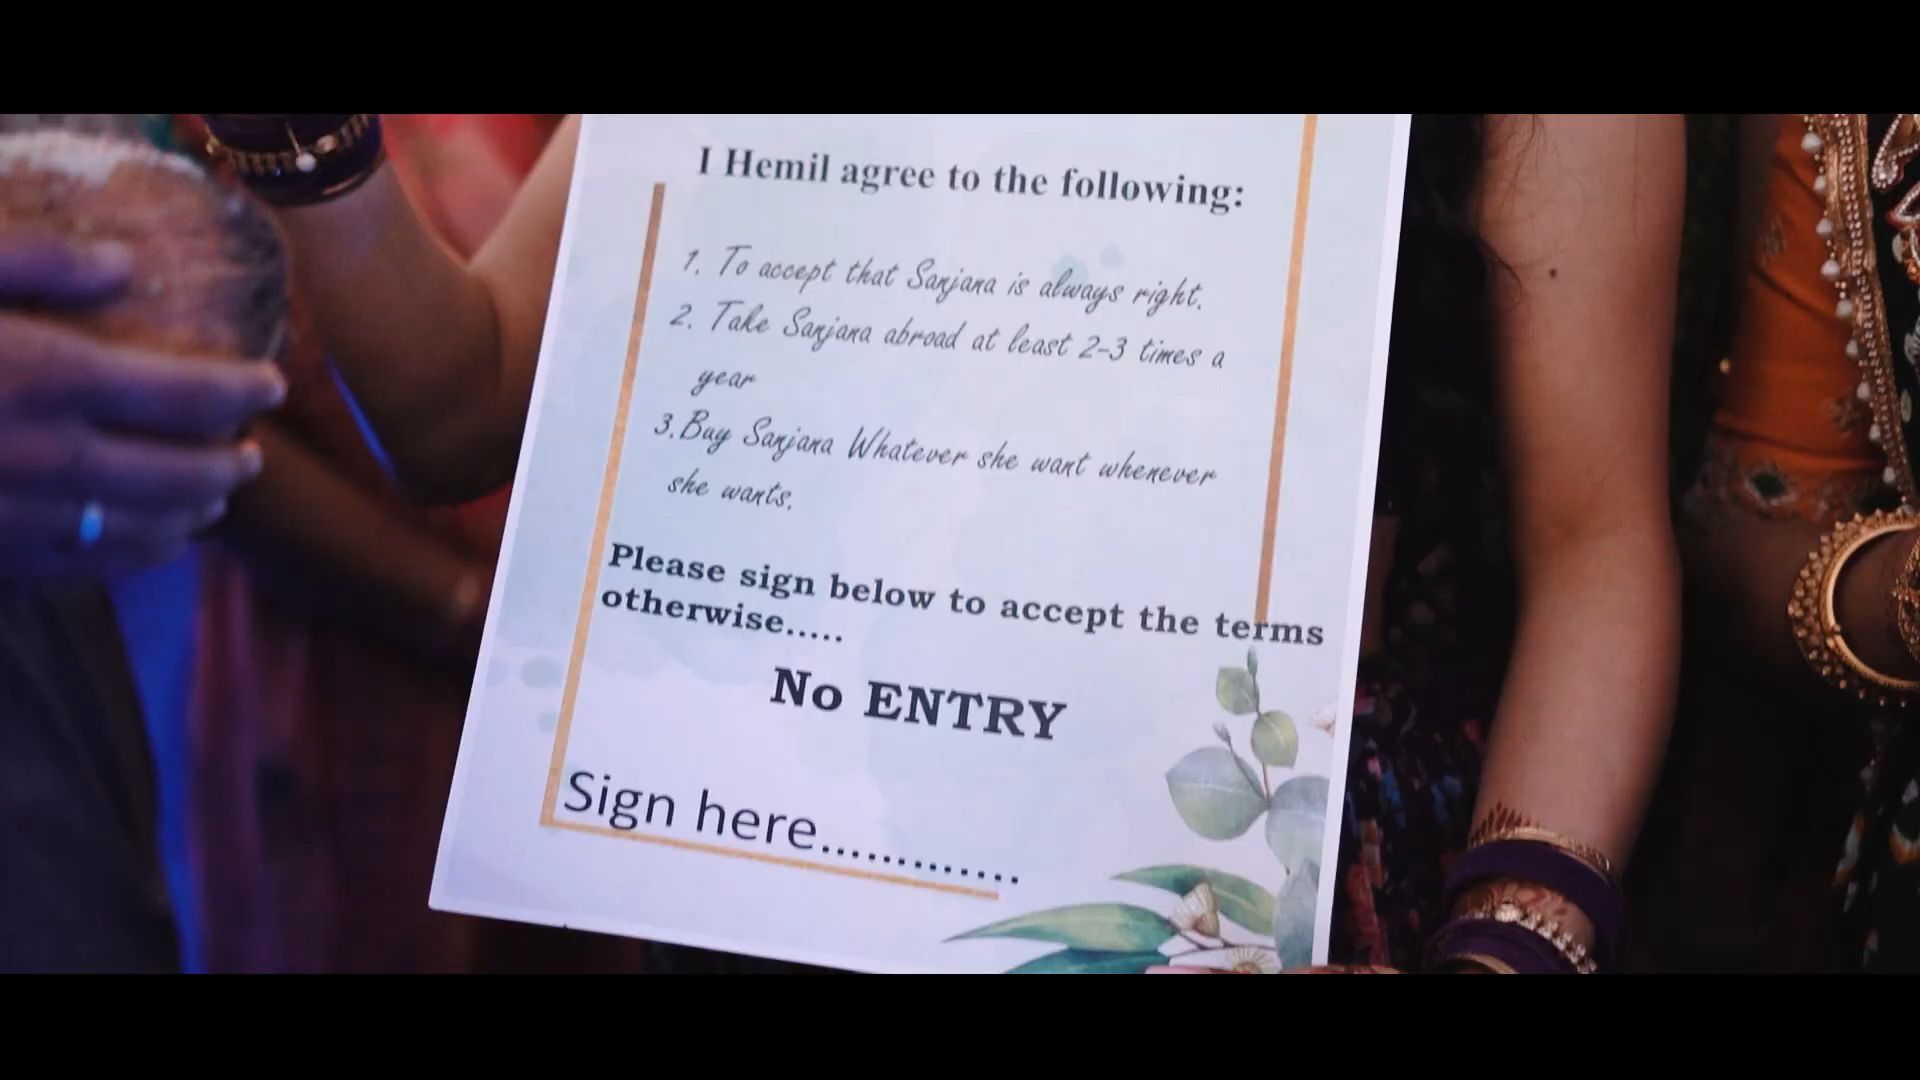 I Hemil agree to the following:
1. To accept that Sanjana is always right.
2. Take Sanjana abroad at least 2-3 times a
year
3.Buy Sanjana Whatever she want whenever
she wants.
Please sign below to accept the terms
otherwise.....
No ENTRY
Sign here............